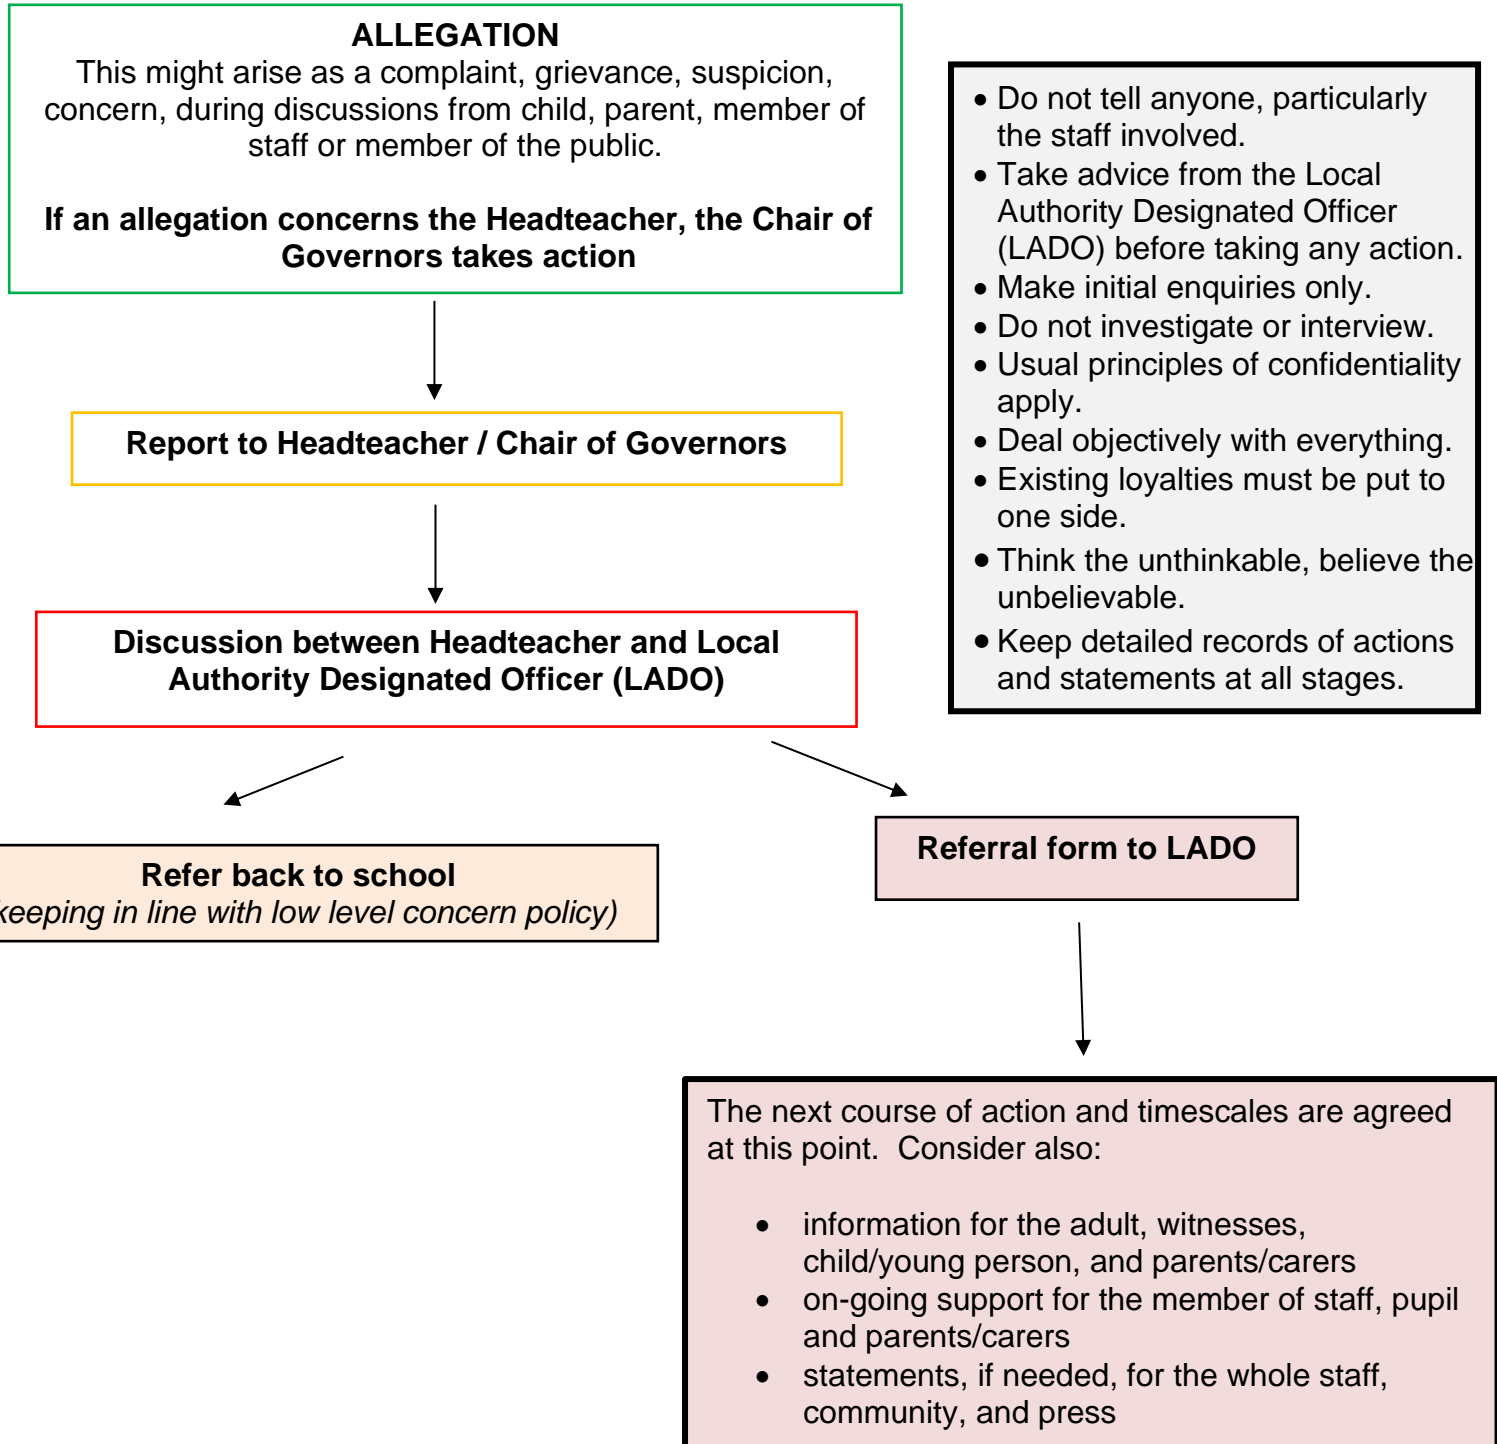 ALLEGATION
This might arise as a complaint, grievance, suspicion,
concern, during discussions from child, parent, member of
staff or member of the public.
If an allegation concerns the Headteacher, the Chair of
Governors takes action
• Do not tell anyone, particularly
the staff involved.
• Take advice from the Local
Authority Designated Officer
(LADO) before taking any action.
• Make initial enquiries only.
• Do not investigate or interview.
• Usual principles of confidentiality
apply.
• Deal objectively with everything.
• Existing loyalties must be put to
one side.
• Think the unthinkable, believe the
unbelievable.
• Keep detailed records of actions
and statements at all stages.
Report to Headteacher / Chair of Governors
Discussion between Headteacher and Local
Authority Designated Officer (LADO)
Refer back to school
keeping in line with low level concern policy)
Referral form to LADO
The next course of action and timescales are agreed
at this point.  Consider also:
• information for the adult, witnesses,
child/young person, and parents/carers
• on-going support for the member of staff, pupil
and parents/carers
• statements, if needed, for the whole staff,
community, and press